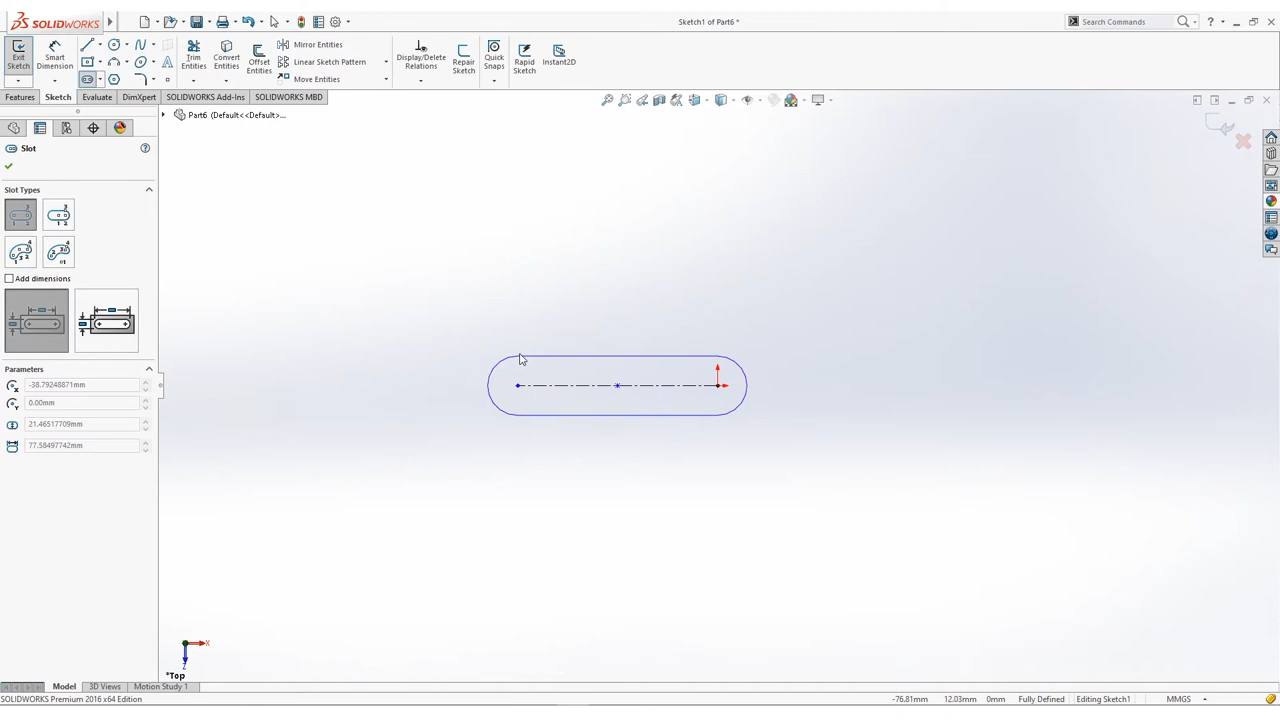 SOLIDWORKS
Sketch1 of Part6 *
Search Commands
Exit Sketch
Smart Dimension
Trim Entities
Convert Entities
Offset Entities
Mirror Entities
Linear Sketch Pattern
Move Entities
Display/Delete Relations
Repair Sketch
Quick Snaps
Rapid Sketch
Instant2D
Features
Sketch
Evaluate
DimXpert
SOLIDWORKS Add-Ins
SOLIDWORKS MBD
Part6 (Default<<Default>...
Slot
Slot Types
Add dimensions
Parameters
-38.79248871mm
0.00mm
21.46517709mm
77.58497742mm
X
Z
*Top
Model
3D Views
Motion Study 1
SOLIDWORKS Premium 2016 x64 Edition
-76.81mm
12.03mm
0mm
Fully Defined
Editing Sketch1
MMGS